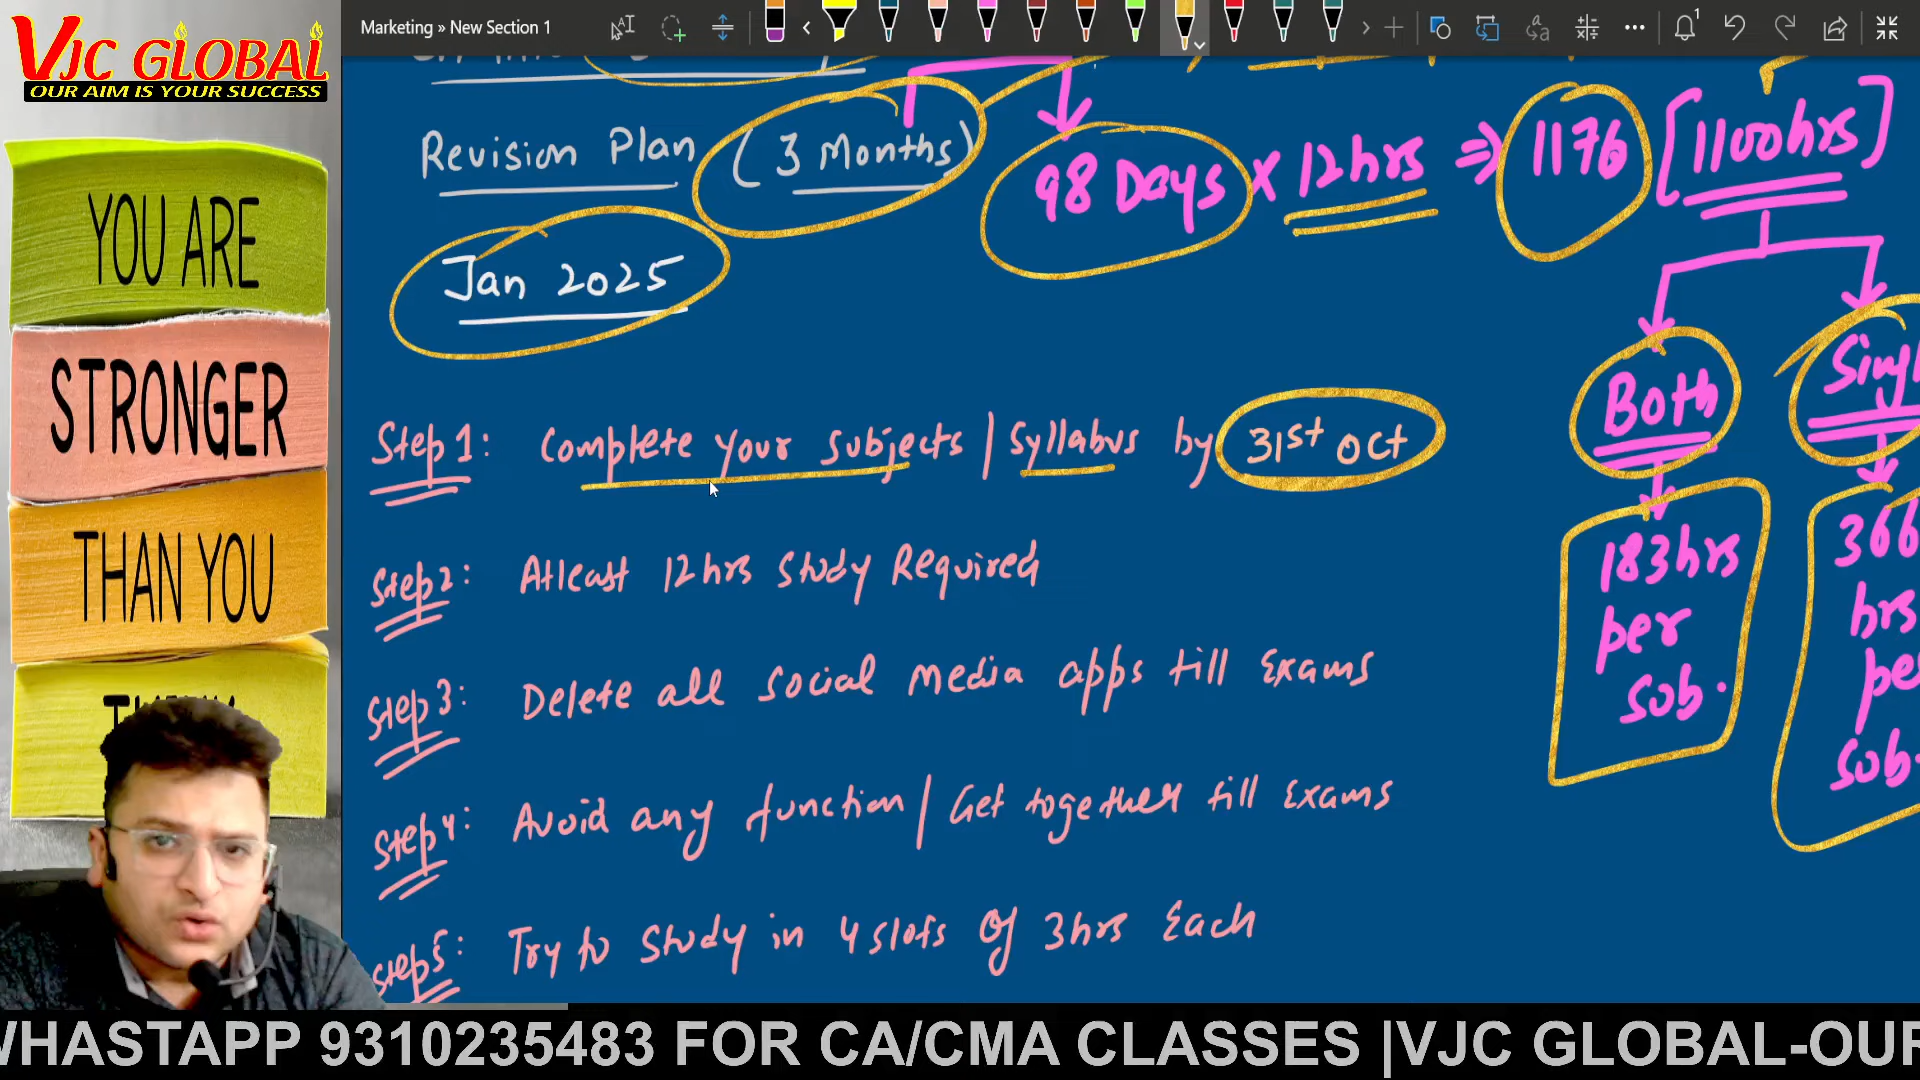 VJC GLOBAL
OUR AIM IS YOUR SUCCESS
Marketing » New Section 1
YOU ARE
STRONGER
THAN YOU
Revision Plan (3 Months)
98 Days x 12hrs ⇒ 1176 [1100hrs]
Jan 2025
Both
183hrs
per
sub.
366
hrs
pe
sub.
Step 1: Complete your subjects / Syllabus by 31st Oct
Step 2: Atleast 12hrs study Required
Step 3: Delete all social media apps till Exams
Step 4: Avoid any function / Get together till Exams
Step 5: Try to study in 4 slots of 3hrs Each
WHASTAPP 9310235483 FOR CA/CMA CLASSES |VJC GLOBAL-OUR